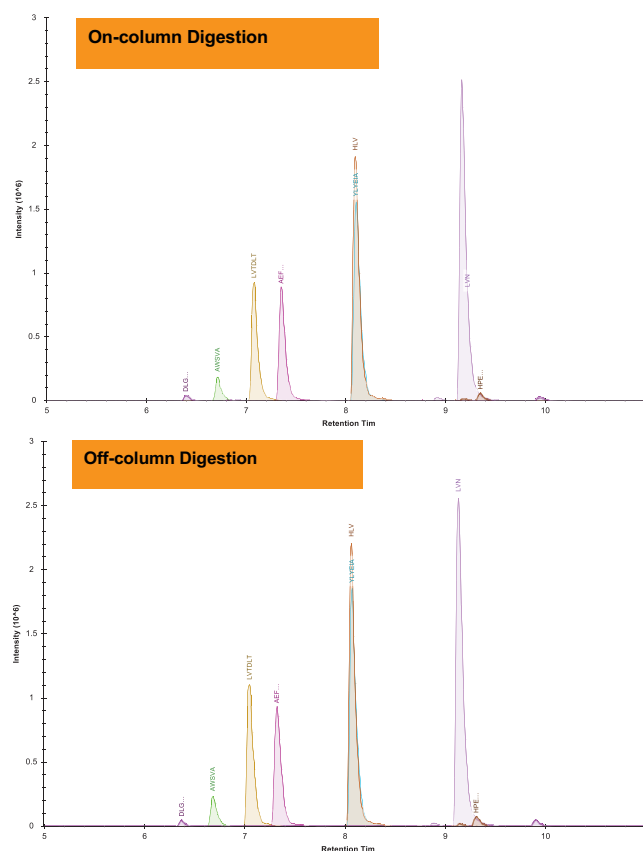 On-column Digestion
3
2.5
2
1.5
1
0.5
0
Intensity (10^6)
DLG...
AWSVA
LVTDLT
AEF...
HLV
YLYEIA
LVN
HPE...
5 6 7 8 9 10
Retention Tim
Off-column Digestion
3
2.5
2
1.5
1
0.5
0
Intensity (10^6)
DLG...
AWSVA
LVTDLT
AEF...
HLV
YLYEIA
LVN
HPE...
5 6 7 8 9 10
Retention Tim